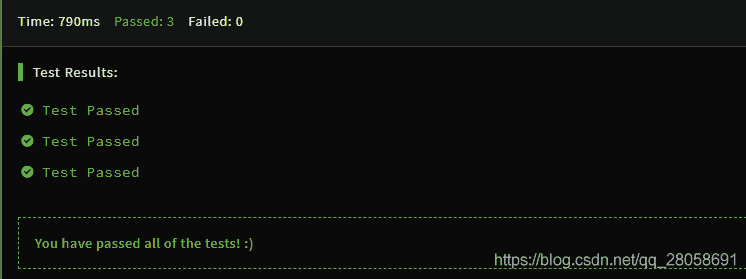 Time: 790ms Passed: 3 Failed: 0
Test Results:
Test Passed
Test Passed
Test Passed
You have passed all of the tests! :)
https://blog.csdn.net/qq_28058691